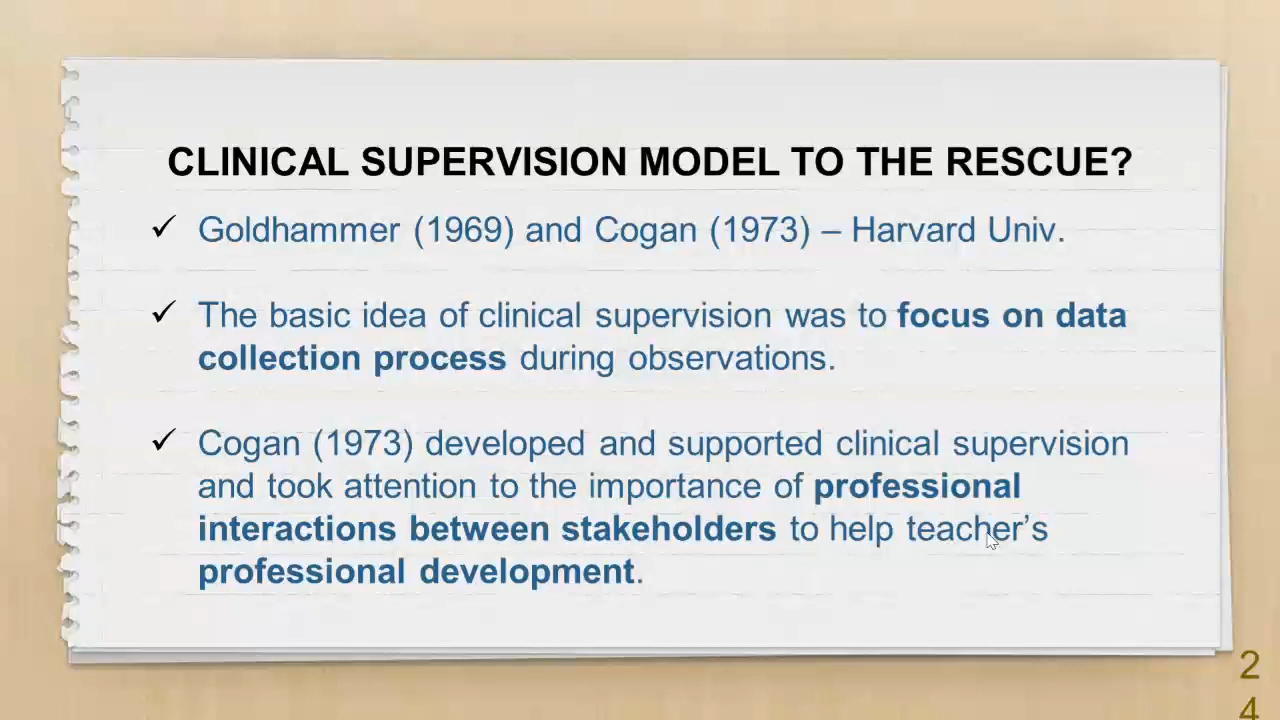 CLINICAL SUPERVISION MODEL TO THE RESCUE?
✓ Goldhammer (1969) and Cogan (1973) – Harvard Univ.
✓ The basic idea of clinical supervision was to focus on data
collection process during observations.
✓ Cogan (1973) developed and supported clinical supervision
and took attention to the importance of professional
interactions between stakeholders to help teacher’s
professional development.
2
4